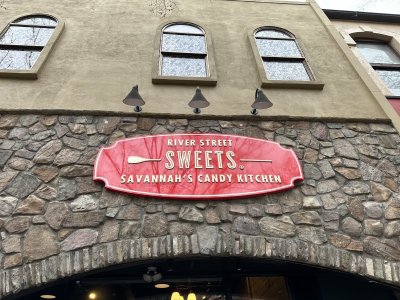 RIVER STREET
SWEETS
SAVANNAH'S CANDY KITCHEN